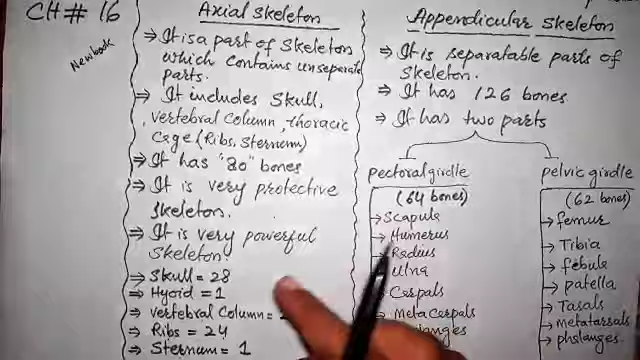 CH # 16
Newbook
Axial Skeleton
⇒ It is a part of Skeleton
which contains unseparate
parts.
⇒ It includes Skull,
vertebral Column, thoracic
Cage (Ribs, Sternum)
⇒ It has "80" bones
⇒ It is very protective
Skeleton.
⇒ It is very powerful
Skeleton
⇒ Skull = 28
⇒ Hyoid = 1
⇒ vertebral Column =
⇒ Ribs = 24
⇒ Sternum = 1
Appendicular Skeleton
⇒ It is separatable parts of
Skeleton.
⇒ It has 126 bones
⇒ It has two parts
pectoral girdle
(64 bones)
→ Scapula
→ Humerus
Radius
Ulna
→ Carpals
→ Metacarpals
pelvic girdle
(62 bones)
→ femur
→ Tibia
→ febula
→ patella
→ Tasals
→ metatarsals
→ phslanges